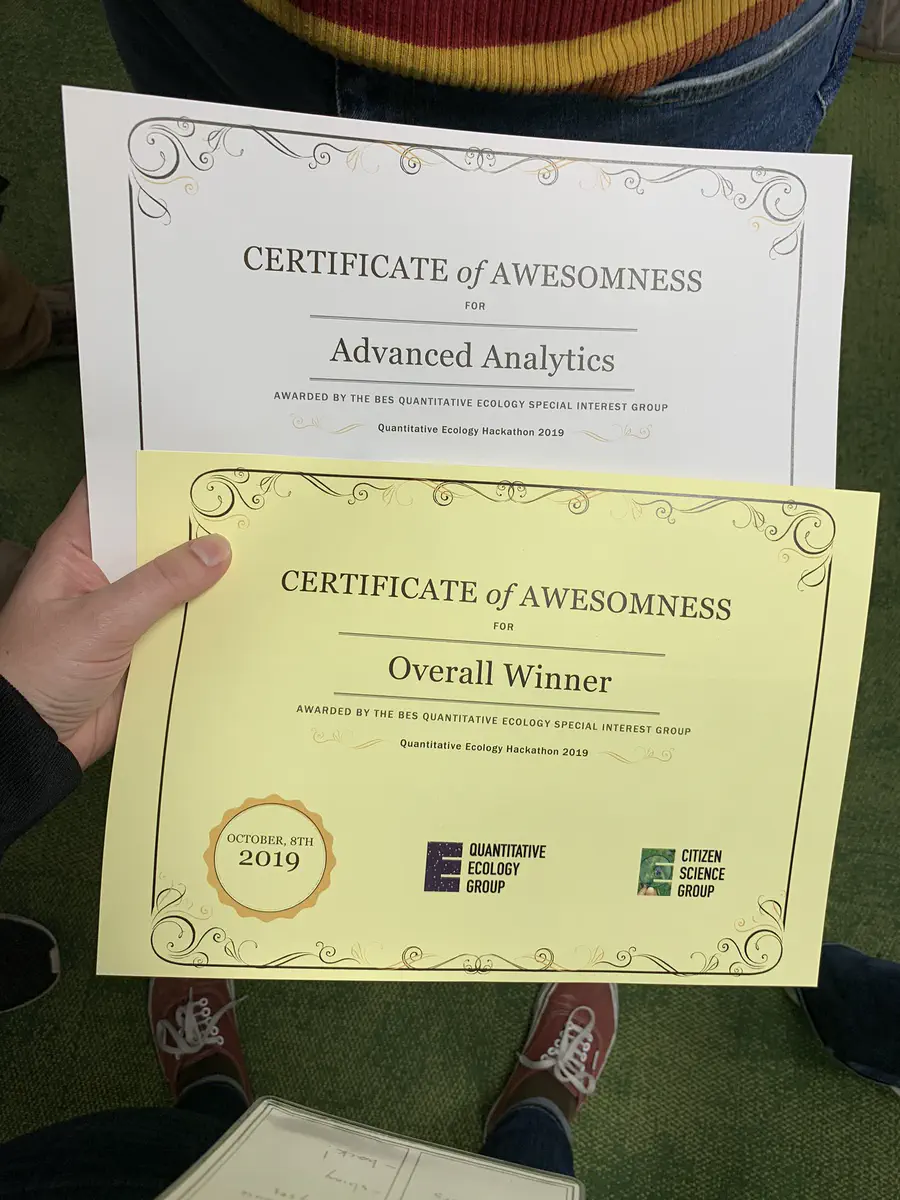 CERTIFICATE of AWESOMNESS
FOR
Advanced Analytics
AWARDED BY THE BES QUANTITATIVE ECOLOGY SPECIAL INTEREST GROUP
Quantitative Ecology Hackathon 2019
CERTIFICATE of AWESOMNESS
FOR
Overall Winner
AWARDED BY THE BES QUANTITATIVE ECOLOGY SPECIAL INTEREST GROUP
Quantitative Ecology Hackathon 2019
OCTOBER, 8TH
2019
QUANTITATIVE
ECOLOGY
GROUP
CITIZEN
SCIENCE
GROUP